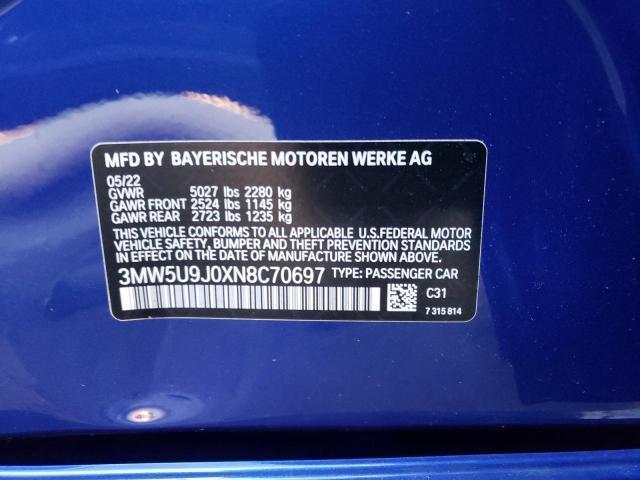 MFD BY BAYERISCHE MOTOREN WERKE AG
05/22
GVWR 5027 lbs 2280 kg
GAWR FRONT 2524 lbs 1145 kg
GAWR REAR 2723 lbs 1235 kg
THIS VEHICLE CONFORMS TO ALL APPLICABLE U.S.FEDERAL MOTOR
VEHICLE SAFETY, BUMPER AND THEFT PREVENTION STANDARDS IN
EFFECT ON THE DATE OF MANUFACTURE SHOWN ABOVE.
3MW5U9J0XN8C70697 TYPE: PASSENGER CAR
C31
7 315 814